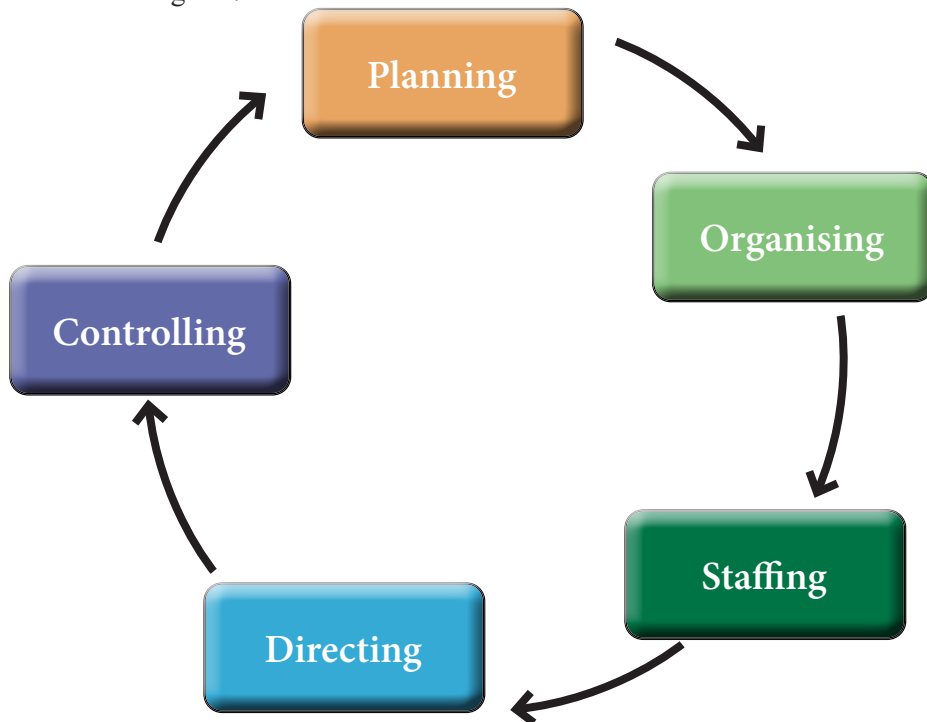 Planning
Organising
Staffing
Directing
Controlling